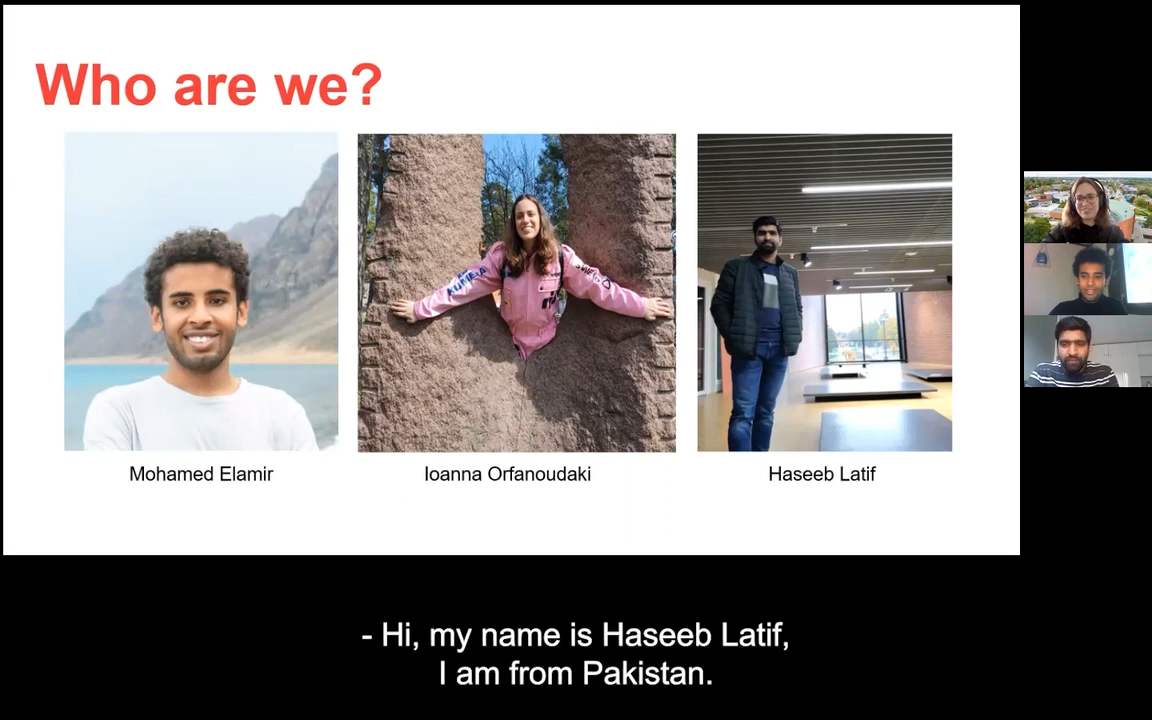 Who are we?
Mohamed Elamir
Ioanna Orfanoudaki
Haseeb Latif
- Hi, my name is Haseeb Latif,
I am from Pakistan.